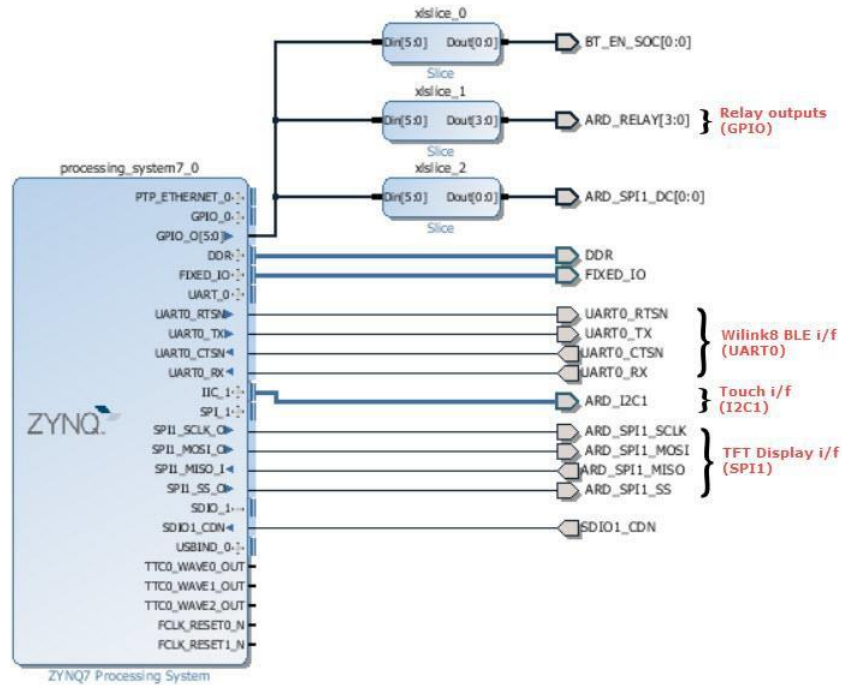 xlslice_0
Din[5:0] Dout[0:0]
Slice
BT_EN_SOC[0:0]
xlslice_1
Din[5:0] Dout[3:0]
Slice
ARD_RELAY[3:0]
Relay outputs
(GPIO)
xlslice_2
Din[5:0] Dout[0:0]
Slice
ARD_SPI1_DC[0:0]
processing_system7_0
PTP_ETHERNET_0
GPIO_0
GPIO_O[5:0]
DDR
FIXED_IO
UART_0
UART0_RTSN
UART0_TX
UART0_CTSN
UART0_RX
IIC_1
SPI_1
SPI1_SCLK_O
SPI1_MOSI_O
SPI1_MISO_I
SPI1_SS_O
SDIO_1
SDIO1_CDN
USBIND_0
TTC0_WAVE0_OUT
TTC0_WAVE1_OUT
TTC0_WAVE2_OUT
FCLK_RESET0_N
FCLK_RESET1_N
ZYNQ
ZYNQ7 Processing System
DDR
FIXED_IO
UART0_RTSN
UART0_TX
UART0_CTSN
UART0_RX
Wilink8 BLE i/f
(UART0)
ARD_I2C1
Touch i/f
(I2C1)
ARD_SPI1_SCLK
ARD_SPI1_MOSI
ARD_SPI1_MISO
ARD_SPI1_SS
TFT Display i/f
(SPI1)
SDIO1_CDN